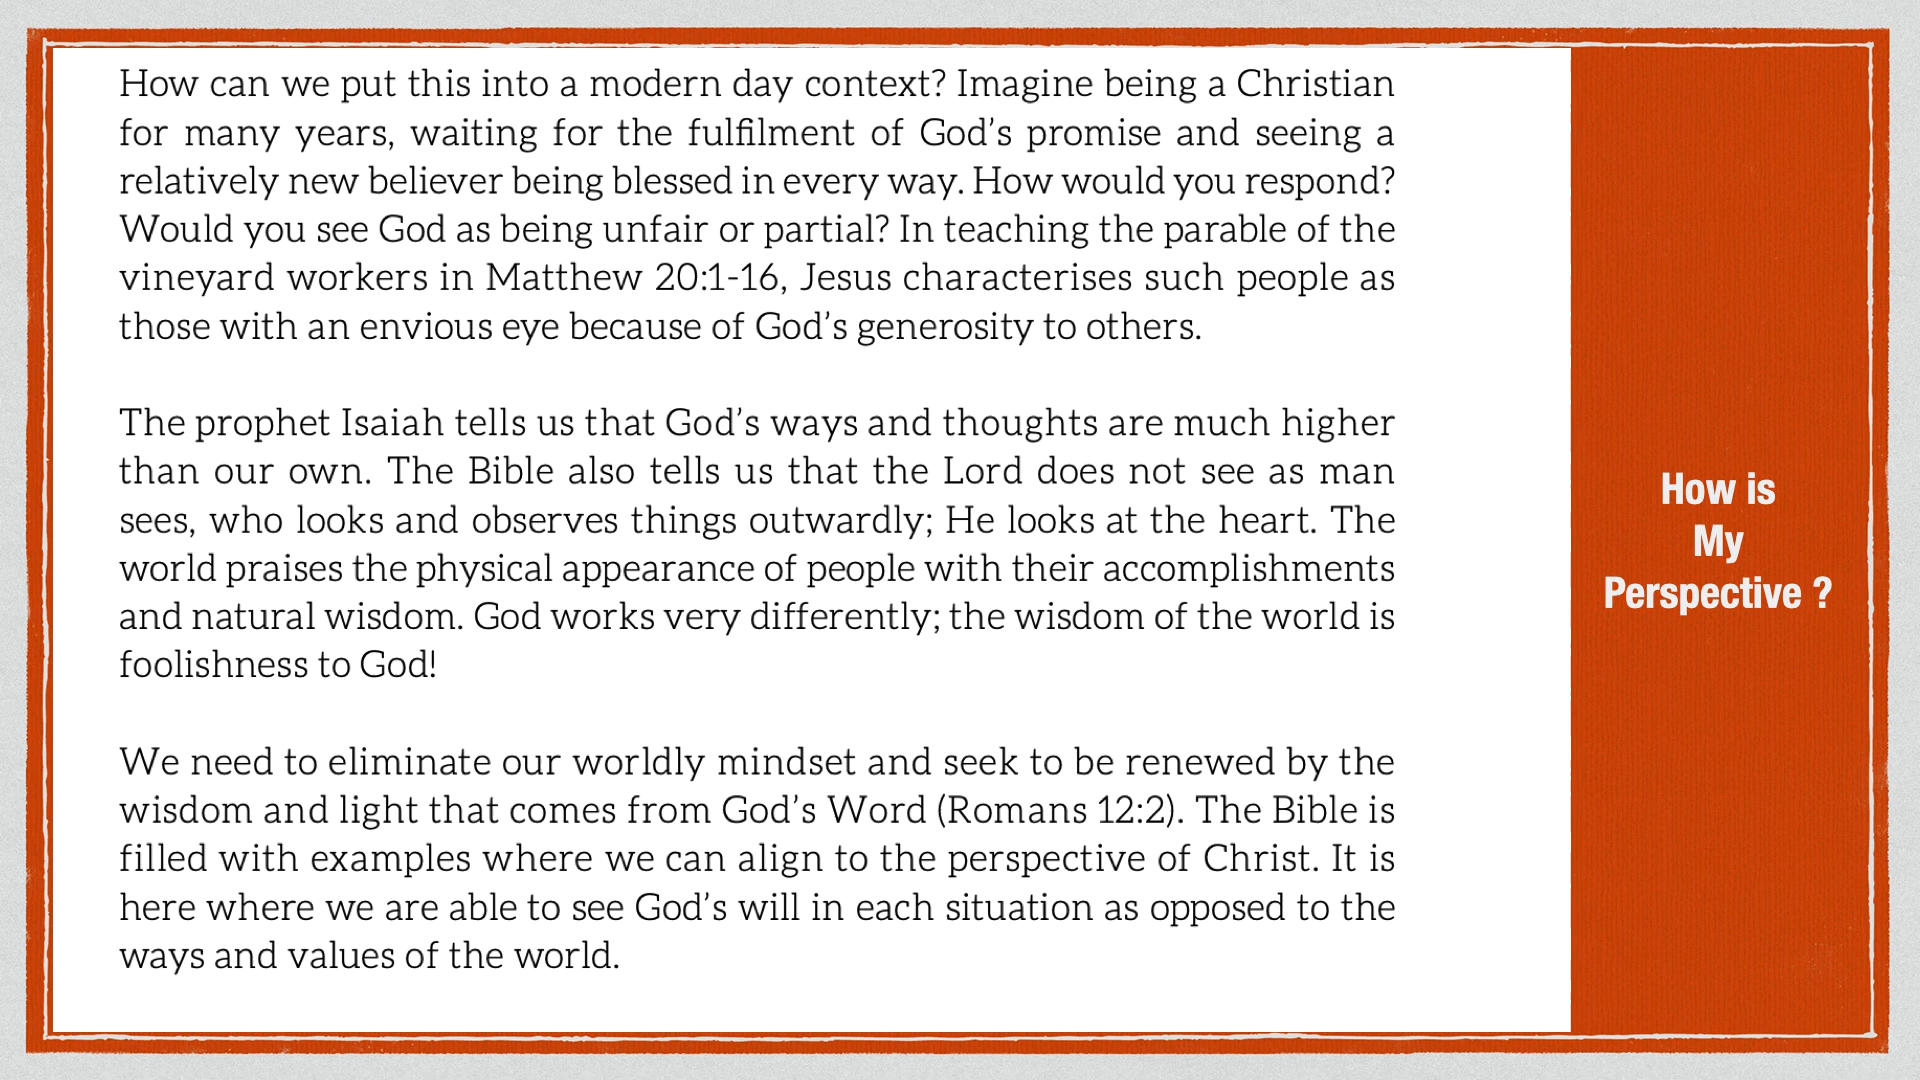 How can we put this into a modern day context? Imagine being a Christian
for many years, waiting for the fulfilment of God’s promise and seeing a
relatively new believer being blessed in every way. How would you respond?
Would you see God as being unfair or partial? In teaching the parable of the
vineyard workers in Matthew 20:1-16, Jesus characterises such people as
those with an envious eye because of God’s generosity to others.
The prophet Isaiah tells us that God’s ways and thoughts are much higher
than our own. The Bible also tells us that the Lord does not see as man
sees, who looks and observes things outwardly; He looks at the heart. The
world praises the physical appearance of people with their accomplishments
and natural wisdom. God works very differently; the wisdom of the world is
foolishness to God!
We need to eliminate our worldly mindset and seek to be renewed by the
wisdom and light that comes from God’s Word (Romans 12:2). The Bible is
filled with examples where we can align to the perspective of Christ. It is
here where we are able to see God’s will in each situation as opposed to the
ways and values of the world.
How is
My
Perspective ?